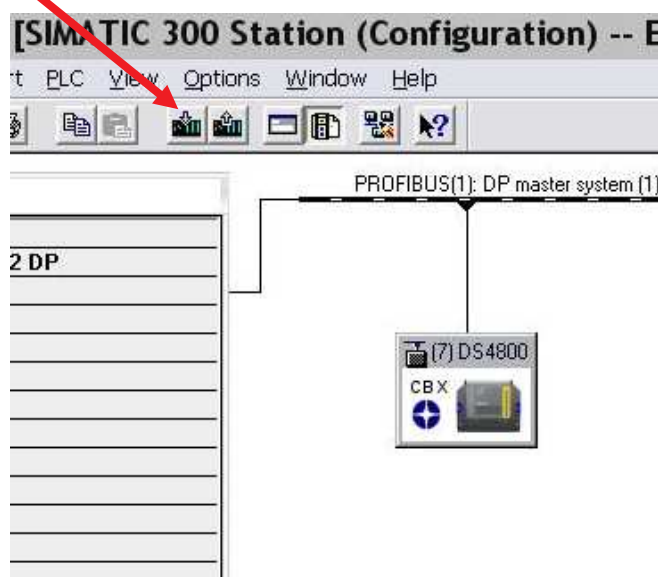 [SIMATIC 300 Station (Configuration) -- E
rt PLC View Options Window Help
PROFIBUS(1): DP master system (1)
2 DP
(7) DS4800
CBX